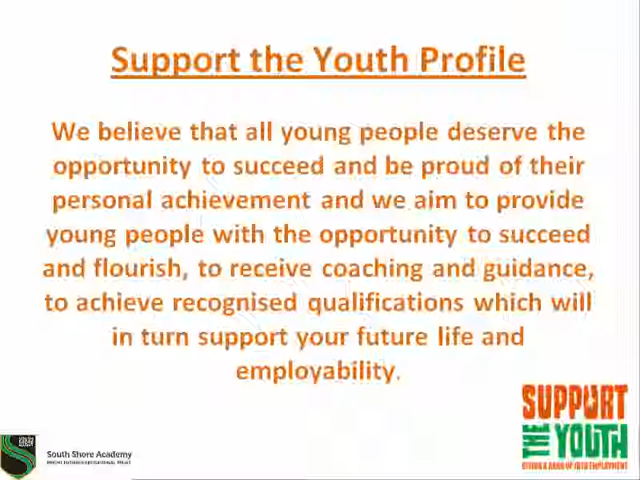 Support the Youth Profile
We believe that all young people deserve the
opportunity to succeed and be proud of their
personal achievement and we aim to provide
young people with the opportunity to succeed
and flourish, to receive coaching and guidance,
to achieve recognised qualifications which will
in turn support your future life and
employability.
SUPPORT
THE YOUTH
South Shore Academy